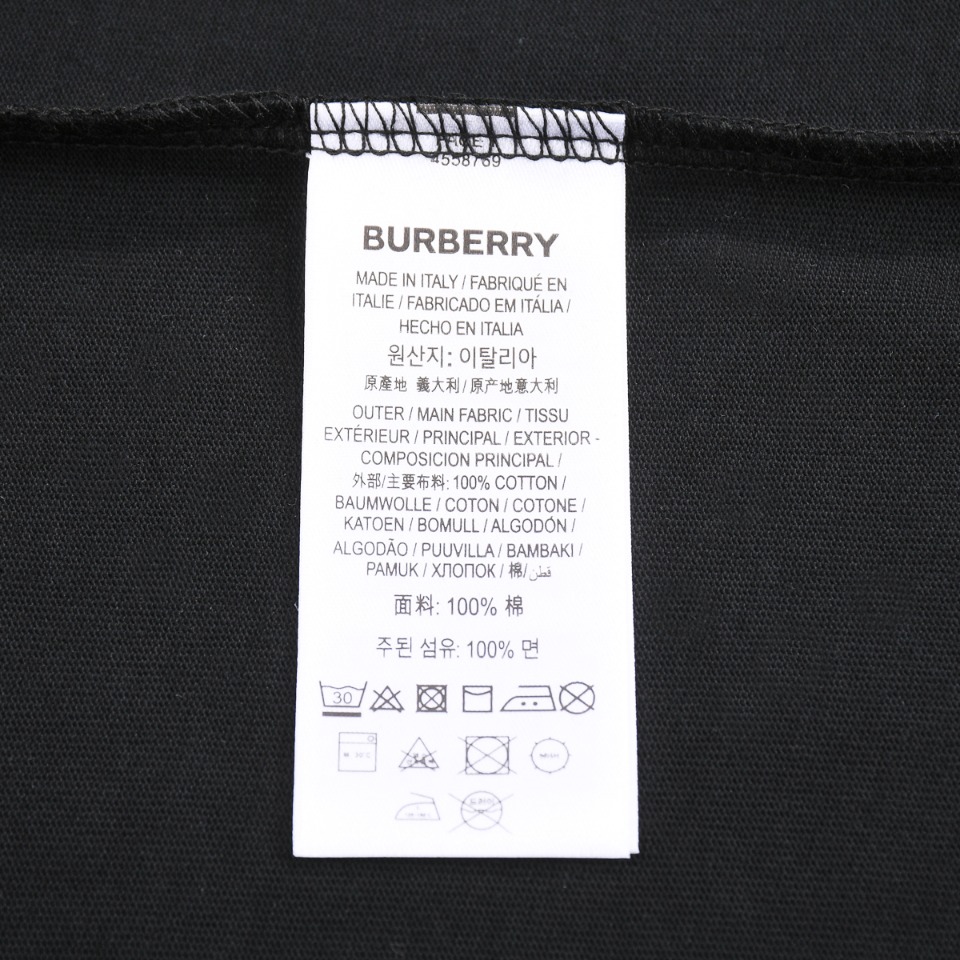 4558769
BURBERRY
MADE IN ITALY / FABRIQUÉ EN
ITALIE / FABRICADO EM ITÁLIA /
HECHO EN ITALIA
원산지: 이탈리아
原產地 義大利/原产地意大利
OUTER / MAIN FABRIC / TISSU
EXTÉRIEUR / PRINCIPAL / EXTERIOR -
COMPOSICION PRINCIPAL /
外部/主要布料: 100% COTTON /
BAUMWOLLE / COTON / COTONE /
KATOEN / BOMULL / ALGODÓN /
ALGODÃO / PUUVILLA / BAMBAKI /
PAMUK / ХЛОПОК / 棉/قطن
面料: 100% 棉
주된 섬유: 100% 면
30
드라이